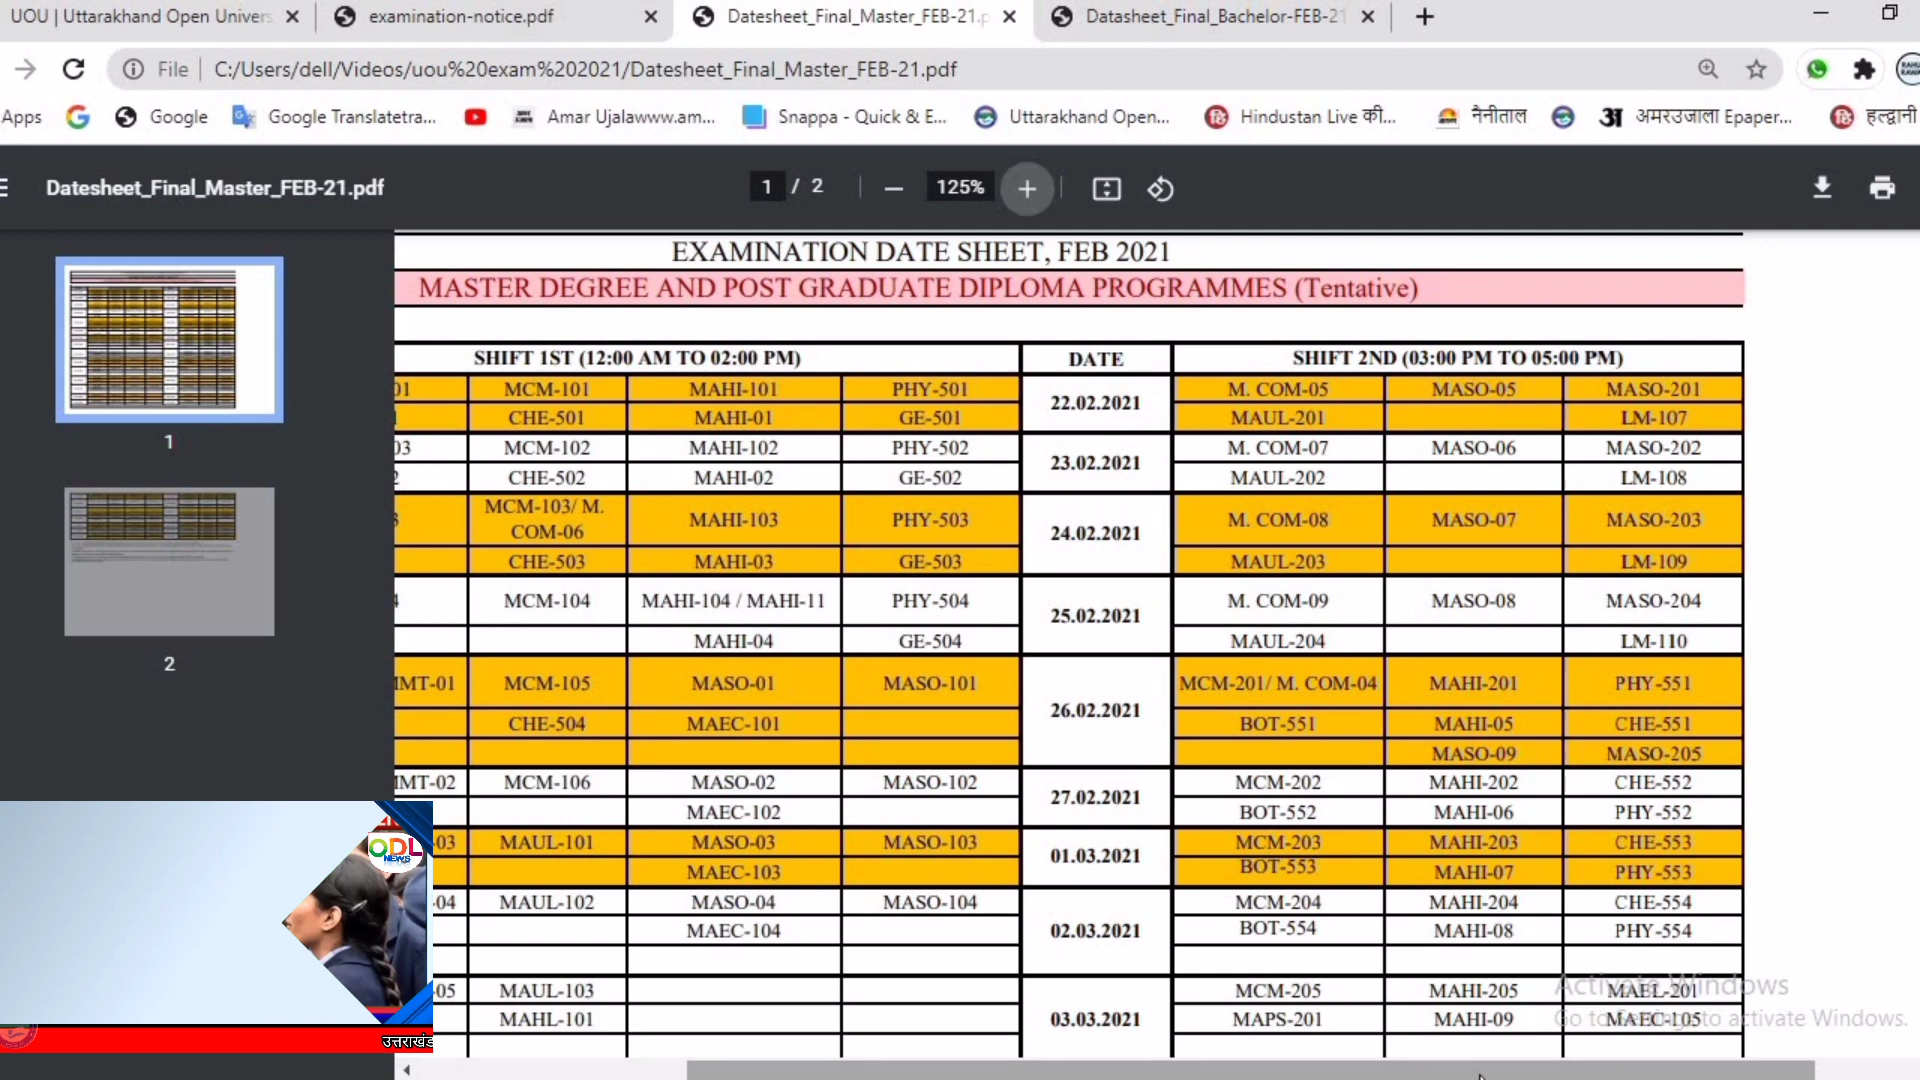 UOU | Uttarakhand Open Univers
examination-notice.pdf
Datesheet_Final_Master_FEB-21.p
Datasheet_Final_Bachelor-FEB-21
File | C:/Users/dell/Videos/uou%20exam%202021/Datesheet_Final_Master_FEB-21.pdf
Apps Google Google Translatetra... Amar Ujalawww.am... Snappa - Quick & E... Uttarakhand Open... Hindustan Live की... नैनीताल अ अमरउजाला Epaper... हल्द्वानी
Datesheet_Final_Master_FEB-21.pdf 1 / 2 125%
1
2
EXAMINATION DATE SHEET, FEB 2021
MASTER DEGREE AND POST GRADUATE DIPLOMA PROGRAMMES (Tentative)
SHIFT 1ST (12:00 AM TO 02:00 PM) DATE SHIFT 2ND (03:00 PM TO 05:00 PM)
01 MCM-101 MAHI-101 PHY-501 22.02.2021 M. COM-05 MASO-05 MASO-201
1 CHE-501 MAHI-01 GE-501 MAUL-201 LM-107
03 MCM-102 MAHI-102 PHY-502 23.02.2021 M. COM-07 MASO-06 MASO-202
2 CHE-502 MAHI-02 GE-502 MAUL-202 LM-108
3 MCM-103/ M. COM-06 MAHI-103 PHY-503 24.02.2021 M. COM-08 MASO-07 MASO-203
CHE-503 MAHI-03 GE-503 MAUL-203 LM-109
4 MCM-104 MAHI-104 / MAHI-11 PHY-504 25.02.2021 M. COM-09 MASO-08 MASO-204
MAHI-04 GE-504 MAUL-204 LM-110
MMT-01 MCM-105 MASO-01 MASO-101 26.02.2021 MCM-201/ M. COM-04 MAHI-201 PHY-551
CHE-504 MAEC-101 BOT-551 MAHI-05 CHE-551
MASO-09 MASO-205
MMT-02 MCM-106 MASO-02 MASO-102 27.02.2021 MCM-202 MAHI-202 CHE-552
MAEC-102 BOT-552 MAHI-06 PHY-552
-03 MAUL-101 MASO-03 MASO-103 01.03.2021 MCM-203 MAHI-203 CHE-553
MAEC-103 BOT-553 MAHI-07 PHY-553
-04 MAUL-102 MASO-04 MASO-104 02.03.2021 MCM-204 MAHI-204 CHE-554
MAEC-104 BOT-554 MAHI-08 PHY-554
-05 MAUL-103 03.03.2021 MCM-205 MAHI-205 MAEL-201
MAHL-101 MAPS-201 MAHI-09 MAEC-105
Activate Windows
Go to Settings to activate Windows.
ODL
NEWS
उत्तराखंड